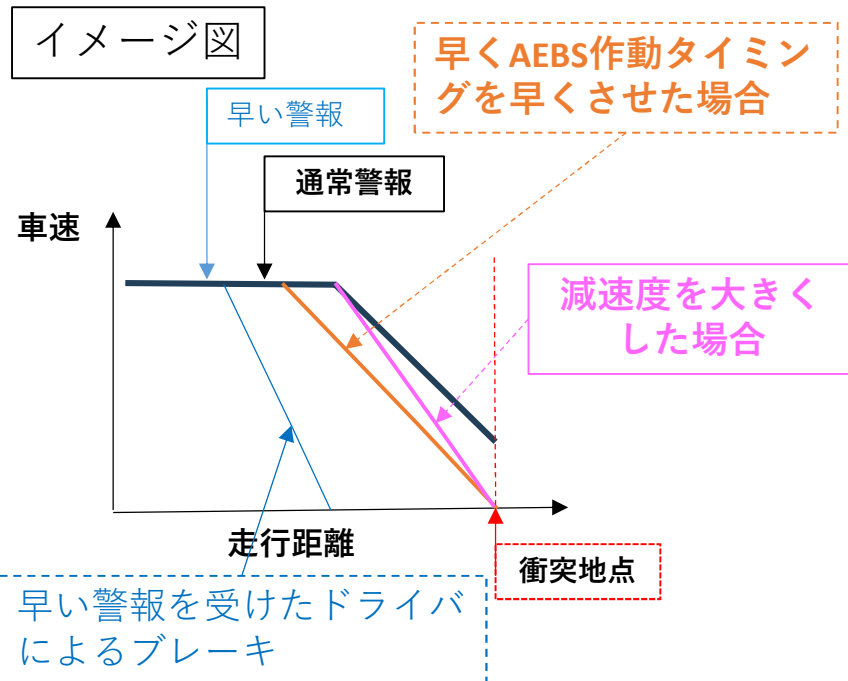 イメージ図
早くAEBS作動タイミン
グを早くさせた場合
早い警報
通常警報
車速
減速度を大きく
した場合
走行距離
衝突地点
早い警報を受けたドライバ
によるブレーキ